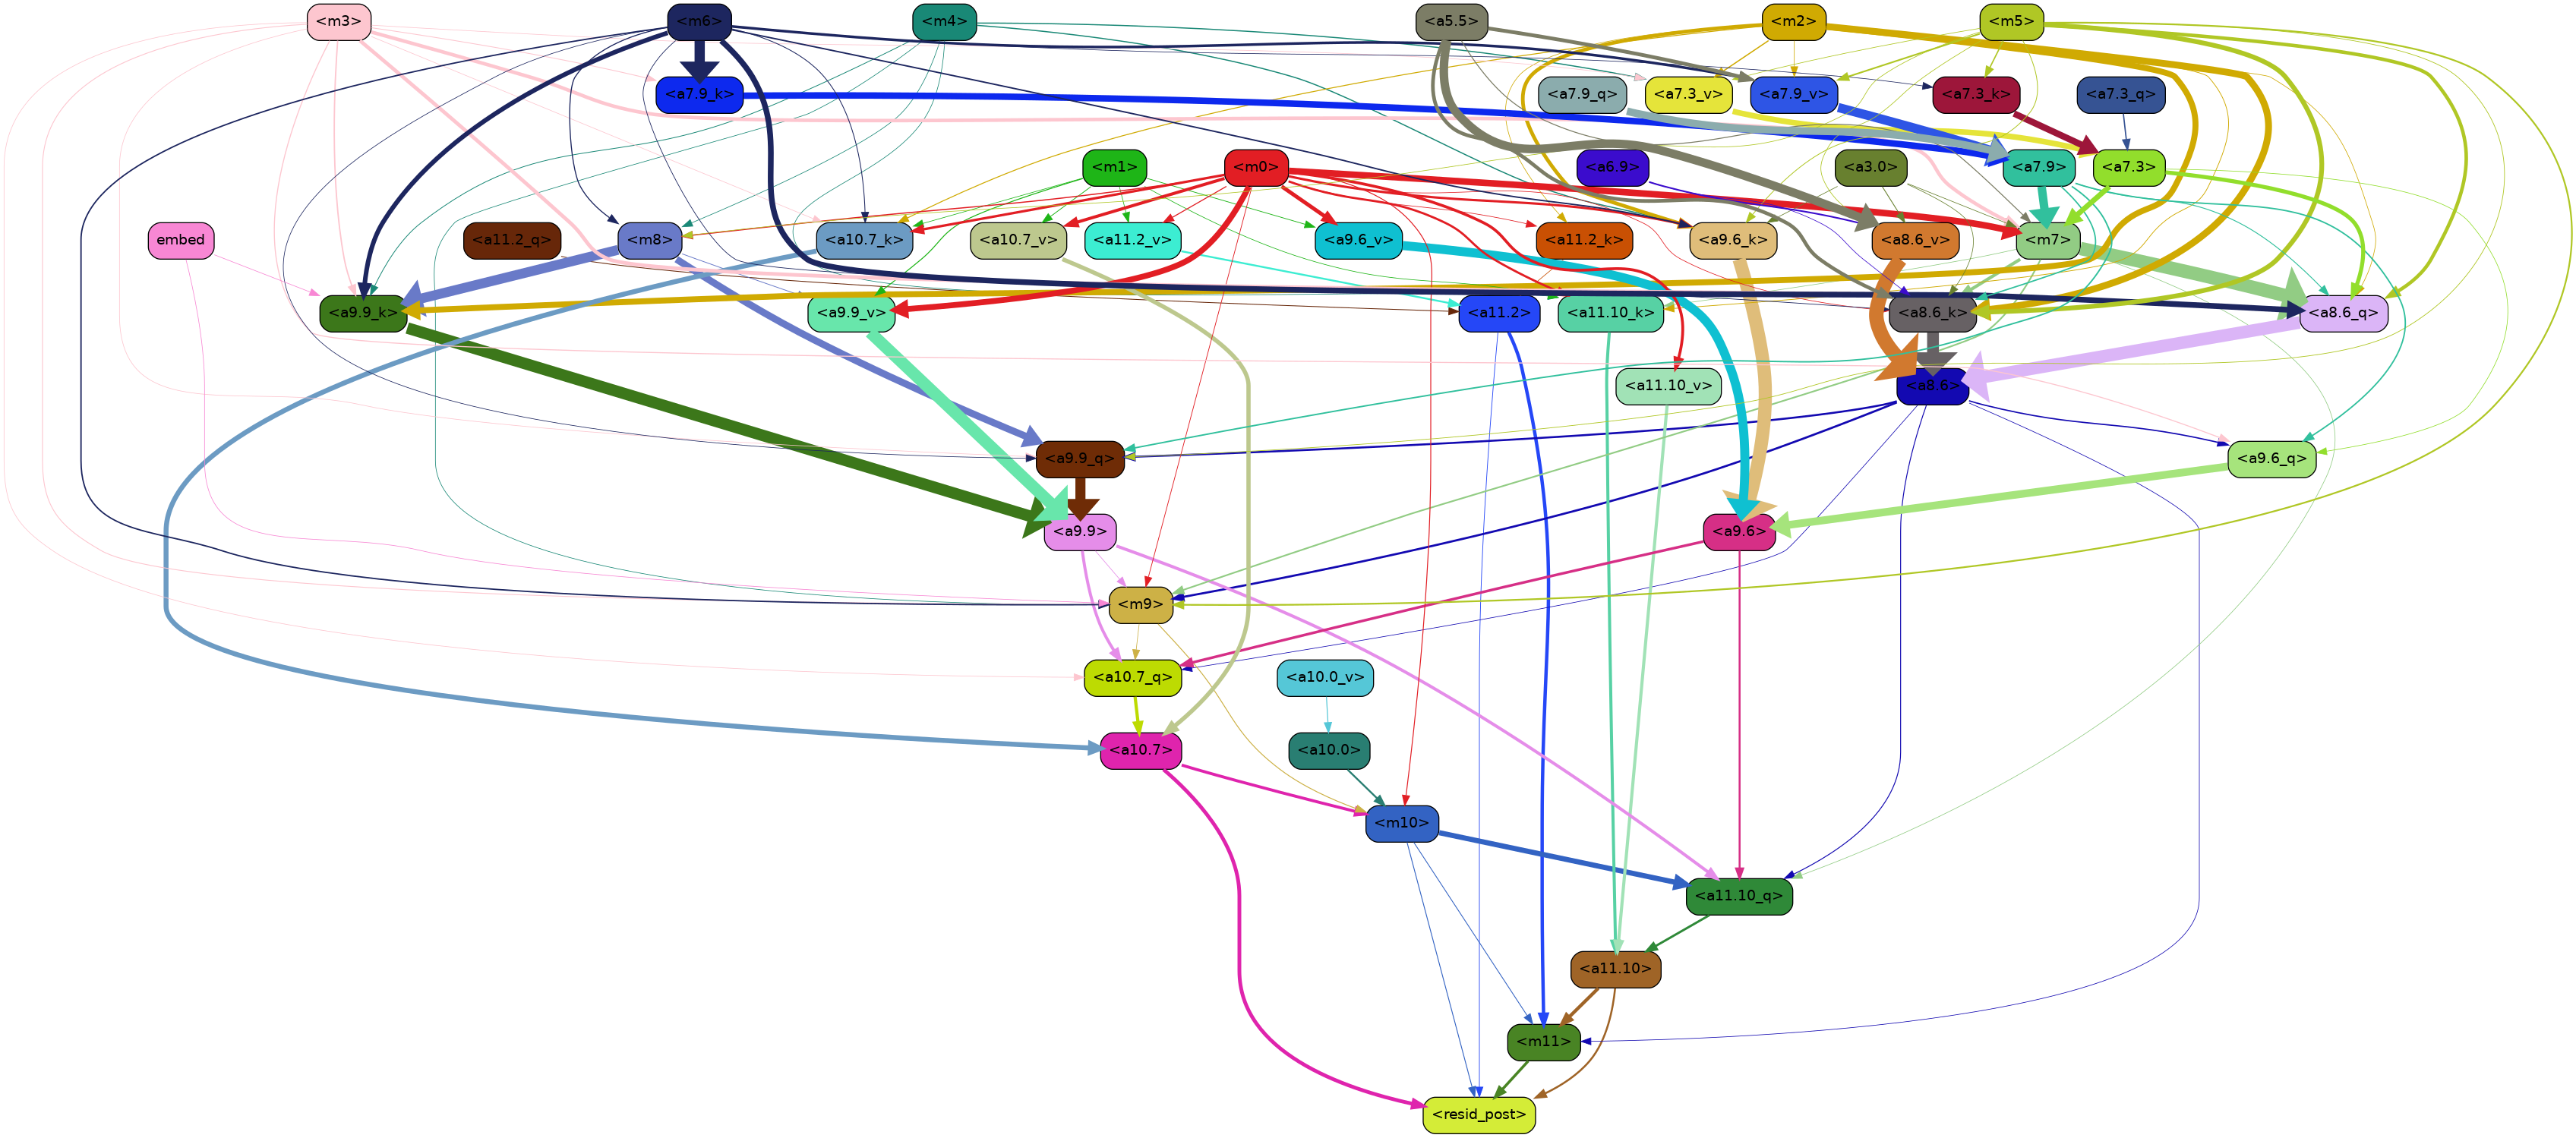 <m3>
<m6>
<m4>
<a5.5>
<m2>
<m5>
<a7.9_k>
<a7.9_q>
<a7.3_v>
<a7.9_v>
<a7.3_k>
<a7.3_q>
<m1>
<m0>
<a6.9>
<a3.0>
<a7.9>
<a7.3>
embed
<a11.2_q>
<m8>
<a10.7_k>
<a10.7_v>
<a11.2_v>
<a9.6_v>
<a11.2_k>
<a9.6_k>
<a8.6_v>
<m7>
<a9.9_k>
<a9.9_v>
<a11.2>
<a11.10_k>
<a8.6_k>
<a8.6_q>
<a11.10_v>
<a8.6>
<a9.9_q>
<a9.6_q>
<a9.9>
<a9.6>
<m9>
<a10.7_q>
<a10.0_v>
<a10.7>
<a10.0>
<m10>
<a11.10_q>
<a11.10>
<m11>
<resid_post>